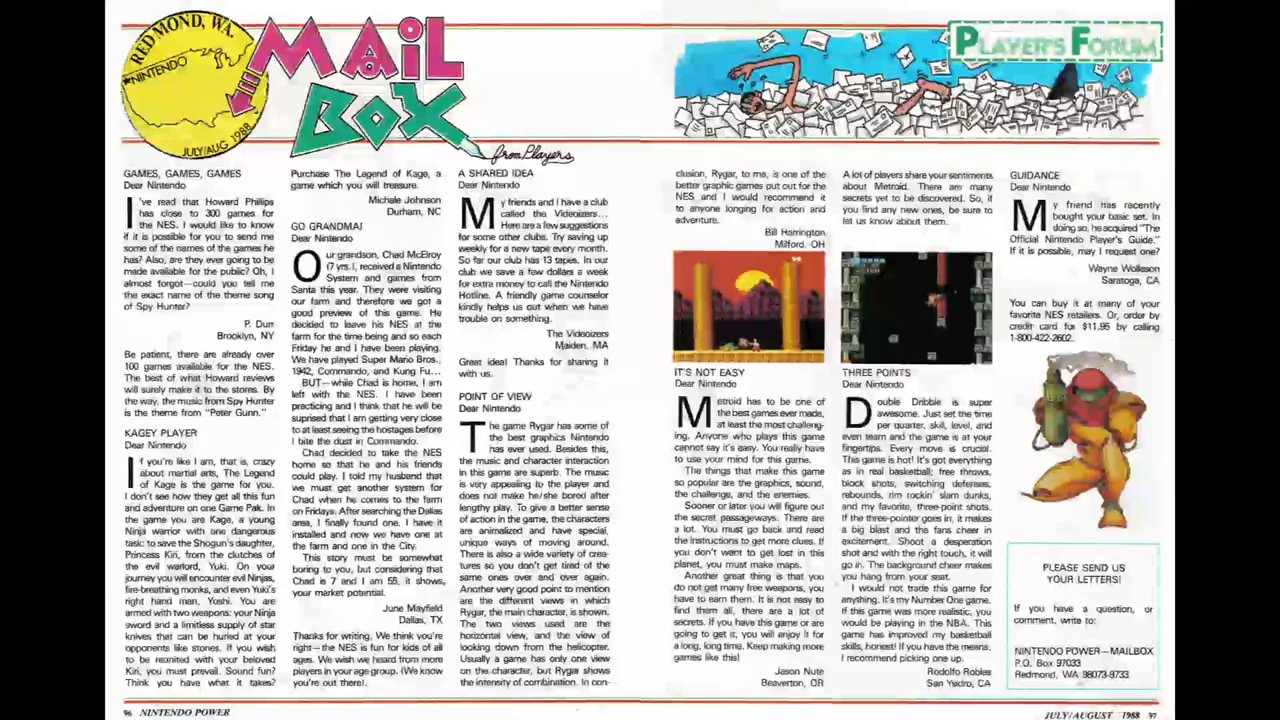 REDMOND, WA.
NINTENDO
JULY/AUG 1988
MAIL
BOX
from Players
PLAYER'S FORUM
GAMES, GAMES, GAMES
Dear Nintendo
I've read that Howard Phillips
has close to 300 games for
the NES. I would like to know
if it is possible for you to send me
some of the names of the games he
has? Also, are they ever going to be
made available for the public? Oh, I
almost forgot—could you tell me
the exact name of the theme song
of Spy Hunter?
P. Durr
Brooklyn, NY
Be patient, there are already over
100 games available for the NES.
The best of what Howard reviews
will surely make it to the stores. By
the way, the music from Spy Hunter
is the theme from "Peter Gunn."
KAGEY PLAYER
Dear Nintendo
If you're like I am, that is, crazy
about martial arts, The Legend
of Kage is the game for you.
I don't see how they get all this fun
and adventure on one Game Pak. In
the game you are Kage, a young
Ninja warrior with one dangerous
task: to save the Shogun's daughter,
Princess Kiri, from the clutches of
the evil warlord, Yuki. On your
journey you will encounter evil Ninjas,
fire-breathing monks, and even Yuki's
right hand man, Yoshi. You are
armed with two weapons: your Ninja
sword and a limitless supply of star
knives that can be hurled at your
opponents like stones. If you wish
to be reunited with your beloved
Kiri, you must prevail. Sound fun?
Think you have what it takes?
Purchase The Legend of Kage, a
game which you will treasure.
Michale Johnson
Durham, NC
GO GRANDMA!
Dear Nintendo
Our grandson, Chad McElroy
(7 yrs.), received a Nintendo
System and games from
Santa this year. They were visiting
our farm and therefore we got a
good preview of this game. He
decided to leave his NES at the
farm for the time being and so each
Friday he and I have been playing.
We have played Super Mario Bros.,
1942, Commando, and Kung Fu...
BUT—while Chad is home, I am
left with the NES. I have been
practicing and I think that he will be
suprised that I am getting very close
to at least seeing the hostages before
I bite the dust in Commando.
Chad decided to take the NES
home so that he and his friends
could play. I told my husband that
we must get another system for
Chad when he comes to the farm
on Fridays. After searching the Dallas
area, I finally found one. I have it
installed and now we have one at
the farm and one in the City.
This story must be somewhat
boring to you, but considering that
Chad is 7 and I am 55, it shows,
your market potential.
June Mayfield
Dallas, TX
Thanks for writing. We think you're
right—the NES is fun for kids of all
ages. We wish we heard from more
players in your age group. (We know
you're out there!.
A SHARED IDEA
Dear Nintendo
My friends and I have a club
called the Videoizers...
Here are a few suggestions
for some other clubs. Try saving up
weekly for a new tape every month.
So far our club has 13 tapes. In our
club we save a few dollars a week
for extra money to call the Nintendo
Hotline. A friendly game counselor
kindly helps us out when we have
trouble on something.
The Videoizers
Maiden, MA
Great idea! Thanks for sharing it
with us.
POINT OF VIEW
Dear Nintendo
The game Rygar has some of
the best graphics Nintendo
has ever used. Besides this,
the music and character interaction
in this game are superb. The music
is very appealing to the player and
does not make he/she bored after
lengthy play. To give a better sense
of action in the game, the characters
are animalized and have special,
unique ways of moving around.
There is also a wide variety of crea-
tures so you don't get tired of the
same ones over and over again.
Another very good point to mention
are the different views in which
Rygar, the main character, is shown.
The two views used are the
horizontal view, and the view of
looking down from the helicopter.
Usually a game has only one view
on the character, but Rygar shows
the intensity of combination. In con-
clusion, Rygar, to me, is one of the
better graphic games put out for the
NES and I would recommend it
to anyone longing for action and
adventure.
Bill Harrington
Milford, OH
IT'S NOT EASY
Dear Nintendo
Metroid has to be one of
the best games ever made,
at least the most challeng-
ing. Anyone who plays this game
cannot say it's easy. You really have
to use your mind for this game.
The things that make this game
so popular are the graphics, sound,
the challenge, and the enemies.
Sooner or later you will figure out
the secret passageways. There are
a lot. You must go back and read
the instructions to get more clues. If
you don't want to get lost in this
planet, you must make maps.
Another great thing is that you
do not get many free weapons, you
have to earn them. It is not easy to
find them all, there are a lot of
secrets. If you have this game or are
going to get it, you will enjoy it for
a long, long time. Keep making more
games like this!
Jason Nute
Beaverton, OR
A lot of players share your sentiments
about Metroid. There are many
secrets yet to be discovered. So, if
you find any new ones, be sure to
let us know about them.
THREE POINTS
Dear Nintendo
Double Dribble is super
awesome. Just set the time
per quarter, skill, level, and
even team and the game is at your
fingertips. Every move is crucial.
This game is hot! It's got everything
as in real basketball; free throws,
block shots, switching defenses,
rebounds, rim rockin' slam dunks,
and my favorite, three-point shots.
If the three-pointer goes in, it makes
a big blast and the fans cheer in
excitement. Shoot a desperation
shot and with the right touch, it will
go in. The background cheer makes
you hang from your seat.
I would not trade this game for
anything. It's my Number One game.
If this game was more realistic, you
would be playing in the NBA. This
game has improved my basketball
skills, honest! If you have the means,
I recommend picking one up.
Rodolfo Robles
San Ysidro, CA
GUIDANCE
Dear Nintendo
My friend has recently
bought your basic set. In
doing so, he acquired "The
Official Nintendo Player's Guide."
If it is possible, may I request one?
Wayne Wolleson
Saratoga, CA
You can buy it at many of your
favorite NES retailers. Or, order by
credit card for $11.95 by calling
1-800-422-2602.
PLEASE SEND US
YOUR LETTERS!
If you have a question, or
comment, write to:
NINTENDO POWER—MAILBOX
P.O. Box 97033
Redmond, WA 98073-9733
96 NINTENDO POWER
JULY/AUGUST 1988 97